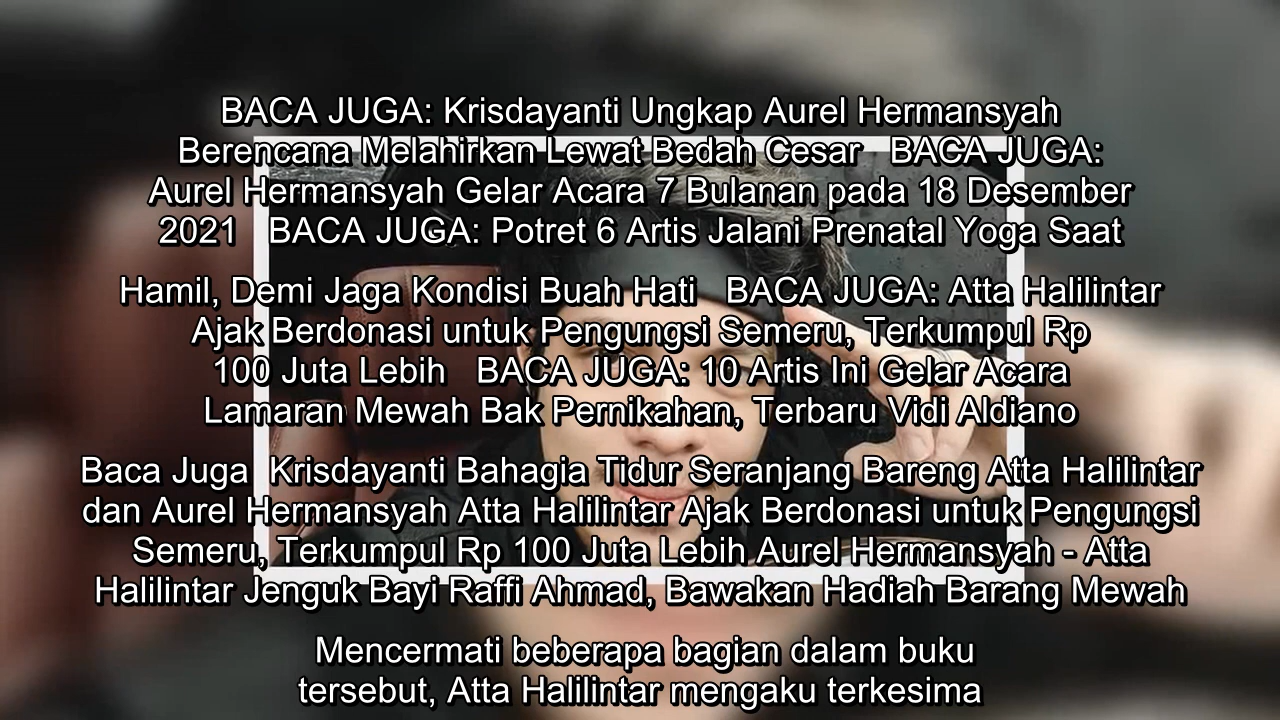 BACA JUGA: Krisdayanti Ungkap Aurel Hermansyah
Berencana Melahirkan Lewat Bedah Cesar   BACA JUGA:
Aurel Hermansyah Gelar Acara 7 Bulanan pada 18 Desember
2021   BACA JUGA: Potret 6 Artis Jalani Prenatal Yoga Saat
Hamil, Demi Jaga Kondisi Buah Hati   BACA JUGA: Atta Halilintar
Ajak Berdonasi untuk Pengungsi Semeru, Terkumpul Rp
100 Juta Lebih   BACA JUGA: 10 Artis Ini Gelar Acara
Lamaran Mewah Bak Pernikahan, Terbaru Vidi Aldiano
Baca Juga  Krisdayanti Bahagia Tidur Seranjang Bareng Atta Halilintar
dan Aurel Hermansyah Atta Halilintar Ajak Berdonasi untuk Pengungsi
Semeru, Terkumpul Rp 100 Juta Lebih Aurel Hermansyah - Atta
Halilintar Jenguk Bayi Raffi Ahmad, Bawakan Hadiah Barang Mewah
Mencermati beberapa bagian dalam buku
tersebut, Atta Halilintar mengaku terkesima